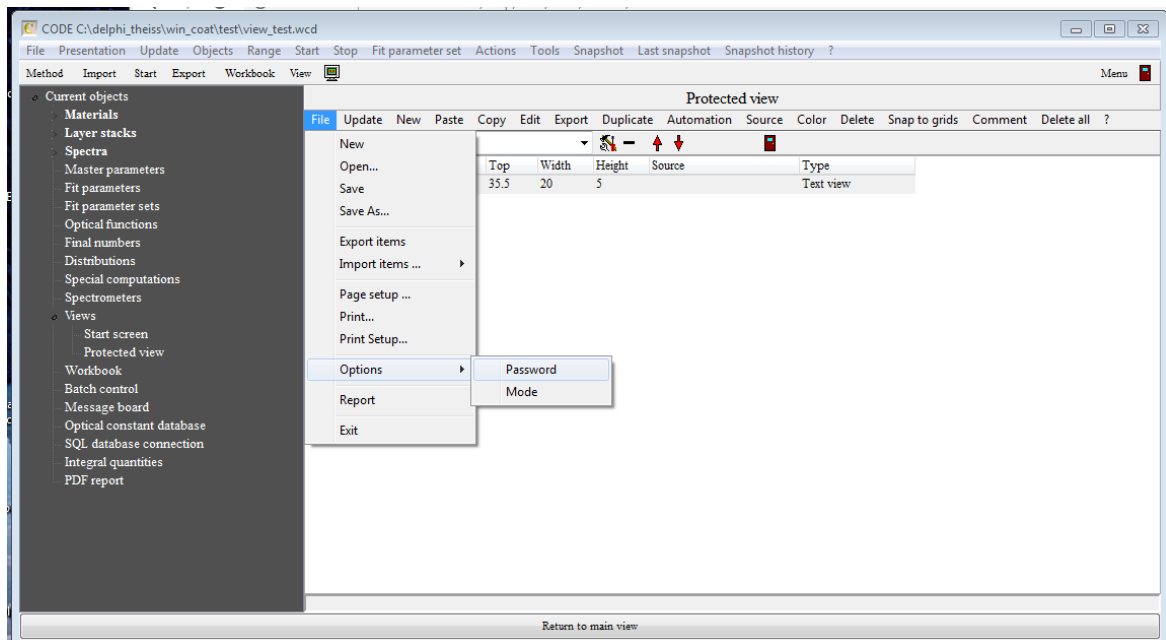 CODE C:\delphi_theiss\win_coat\test\view_test.wcd
File Presentation Update Objects Range Start Stop Fit parameter set Actions Tools Snapshot Last snapshot Snapshot history ?
Method Import Start Export Workbook View Menu
Current objects
Materials
Layer stacks
Spectra
Master parameters
Fit parameters
Fit parameter sets
Optical functions
Final numbers
Distributions
Special computations
Spectrometers
Views
Start screen
Protected view
Workbook
Batch control
Message board
Optical constant database
SQL database connection
Integral quantities
PDF report
Protected view
File Update New Paste Copy Edit Export Duplicate Automation Source Color Delete Snap to grids Comment Delete all ?
New
Open...
Save
Save As...
Export items
Import items ...
Page setup ...
Print...
Print Setup...
Options
Report
Exit
Password
Mode
Top Width Height Source Type
35.5 20 5 Text view
Return to main view